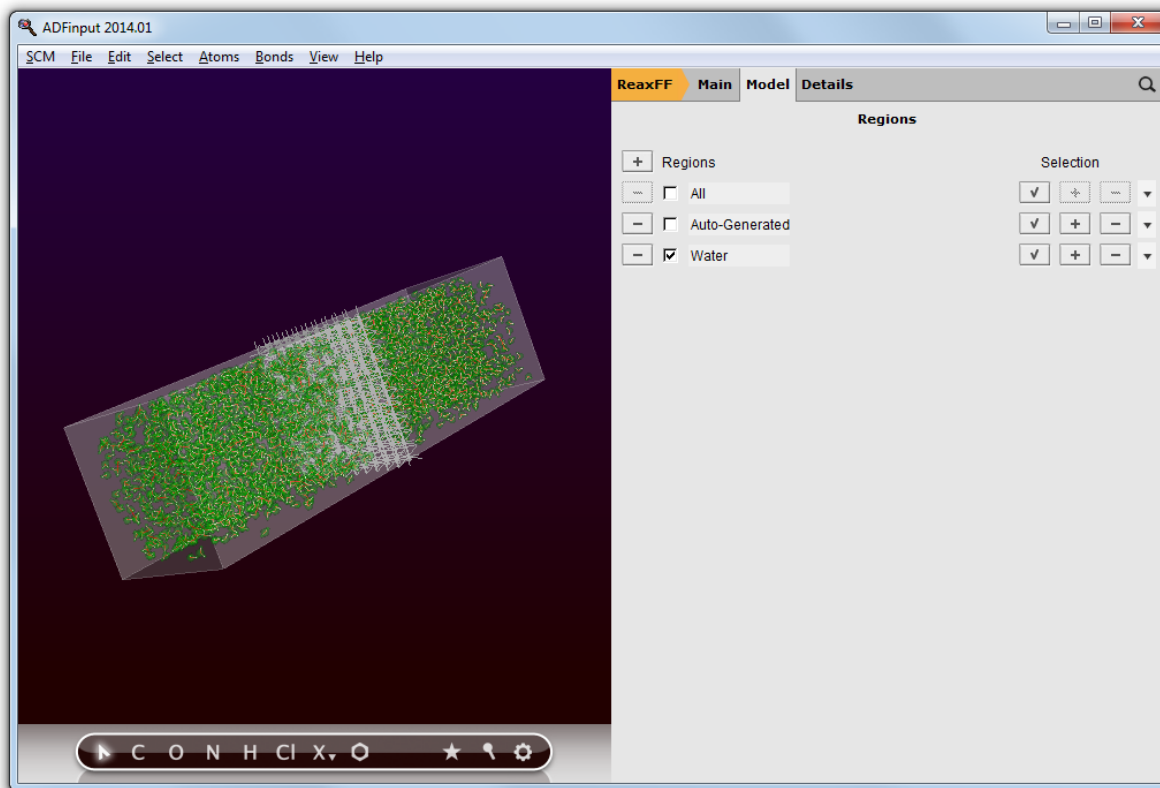 ADFinput 2014.01
SCM File Edit Select Atoms Bonds View Help
ReaxFF Main Model Details
Regions
+ Regions Selection
All
Auto-Generated
Water
C O N H Cl X